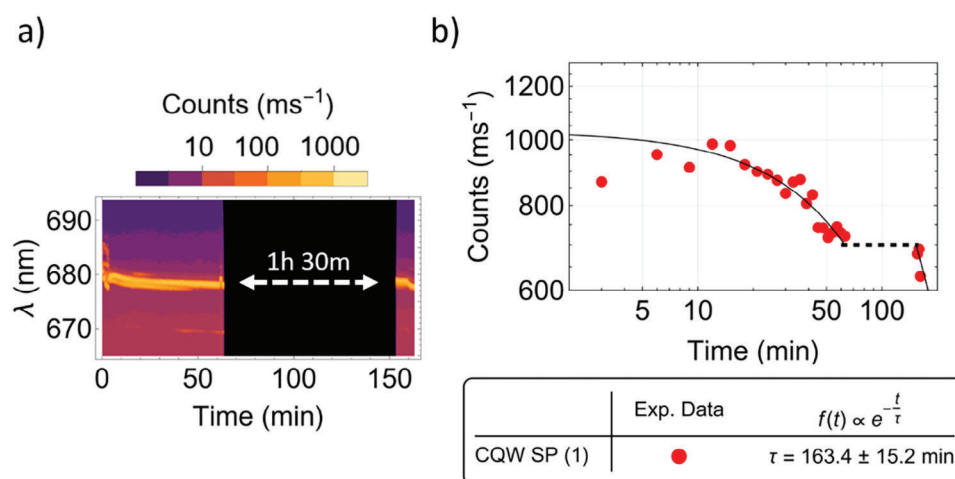 a)
Counts (ms⁻¹)
10 100 1000
690
680
670
λ (nm)
1h 30m
0 50 100 150
Time (min)
b)
1200
1000
800
600
Counts (ms⁻¹)
5 10 50 100
Time (min)
Exp. Data f(t) ∝ e^(-t/τ)
CQW SP (1) τ = 163.4 ± 15.2 min